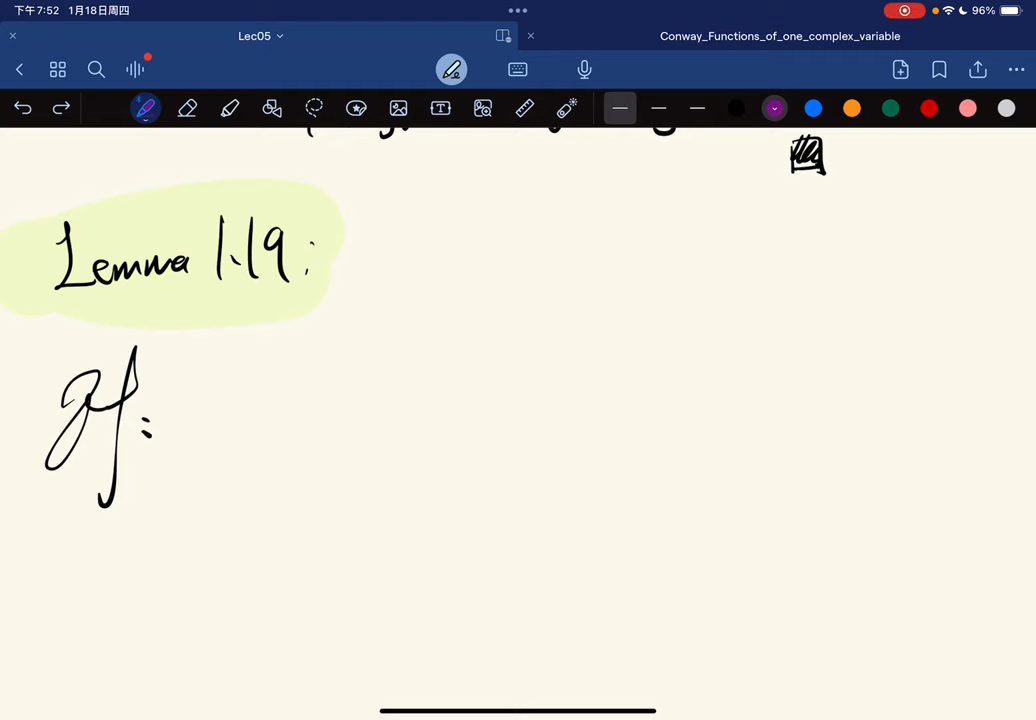 下午7:52 1月18日周四
96%
Lec05
Conway_Functions_of_one_complex_variable
Lemma 1.19:
pf: